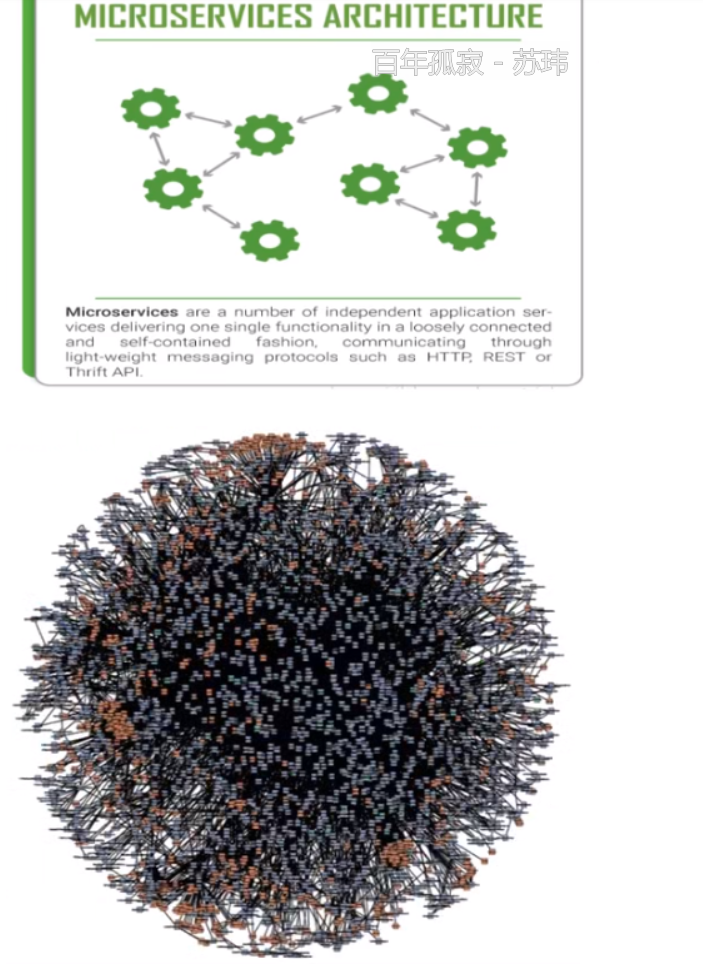 MICROSERVICES ARCHITECTURE
百年孤寂 - 苏玮
Microservices are a number of independent application ser-
vices delivering one single functionality in a loosely connected
and self-contained fashion, communicating through
light-weight messaging protocols such as HTTP, REST or
Thrift API.